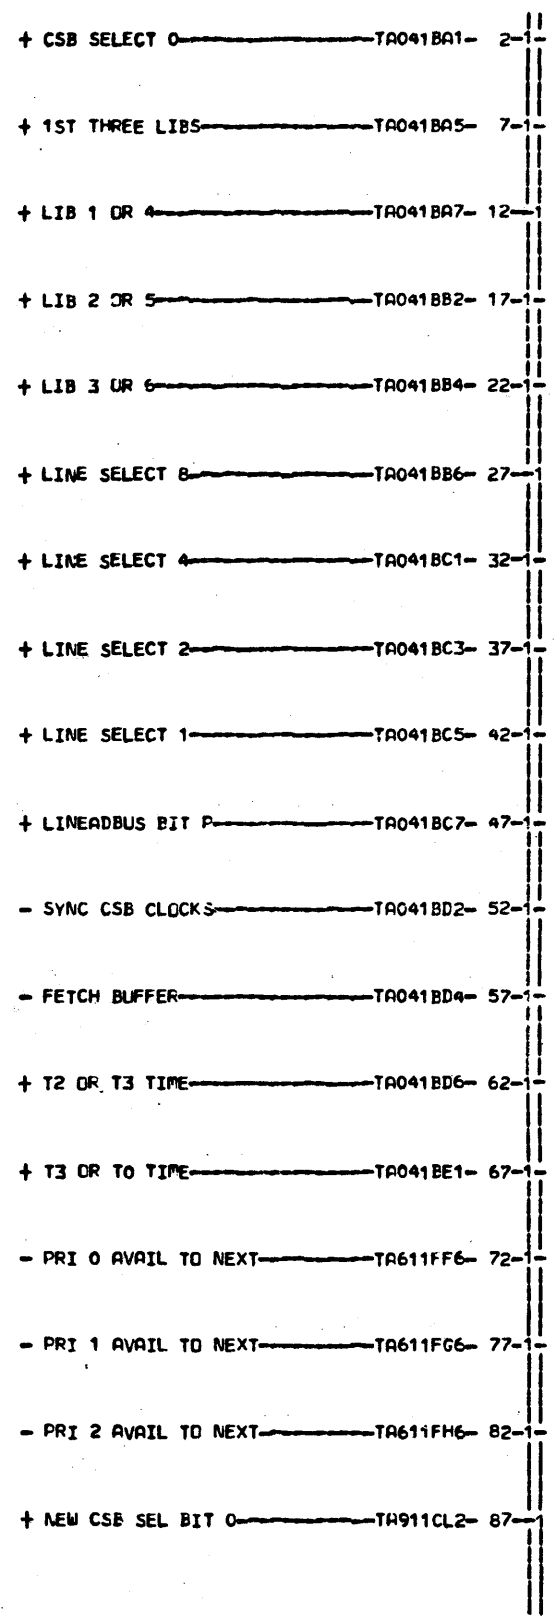 + CSB SELECT 0 TA041BA1- 2-1-
+ 1ST THREE LIBS TA041BA5- 7-1-
+ LIB 1 OR 4 TA041BA7- 12-1
+ LIB 2 OR 5 TA041BB2- 17-1-
+ LIB 3 OR 6 TA041BB4- 22-1-
+ LINE SELECT 8 TA041BB6- 27-1
+ LINE SELECT 4 TA041BC1- 32-1-
+ LINE SELECT 2 TA041BC3- 37-1-
+ LINE SELECT 1 TA041BC5- 42-1-
+ LINEADBUS BIT P TA041BC7- 47-1-
- SYNC CSB CLOCKS TA041BD2- 52-1-
- FETCH BUFFER TA041BD4- 57-1-
+ T2 OR T3 TIME TA041BD6- 62-1-
+ T3 OR T0 TIME TA041BE1- 67-1-
- PRI 0 AVAIL TO NEXT TA611FF6- 72-1-
- PRI 1 AVAIL TO NEXT TA611FG6- 77-1-
- PRI 2 AVAIL TO NEXT TA611FH6- 82-1-
+ NEW CSB SEL BIT 0 TA911CL2- 87-1